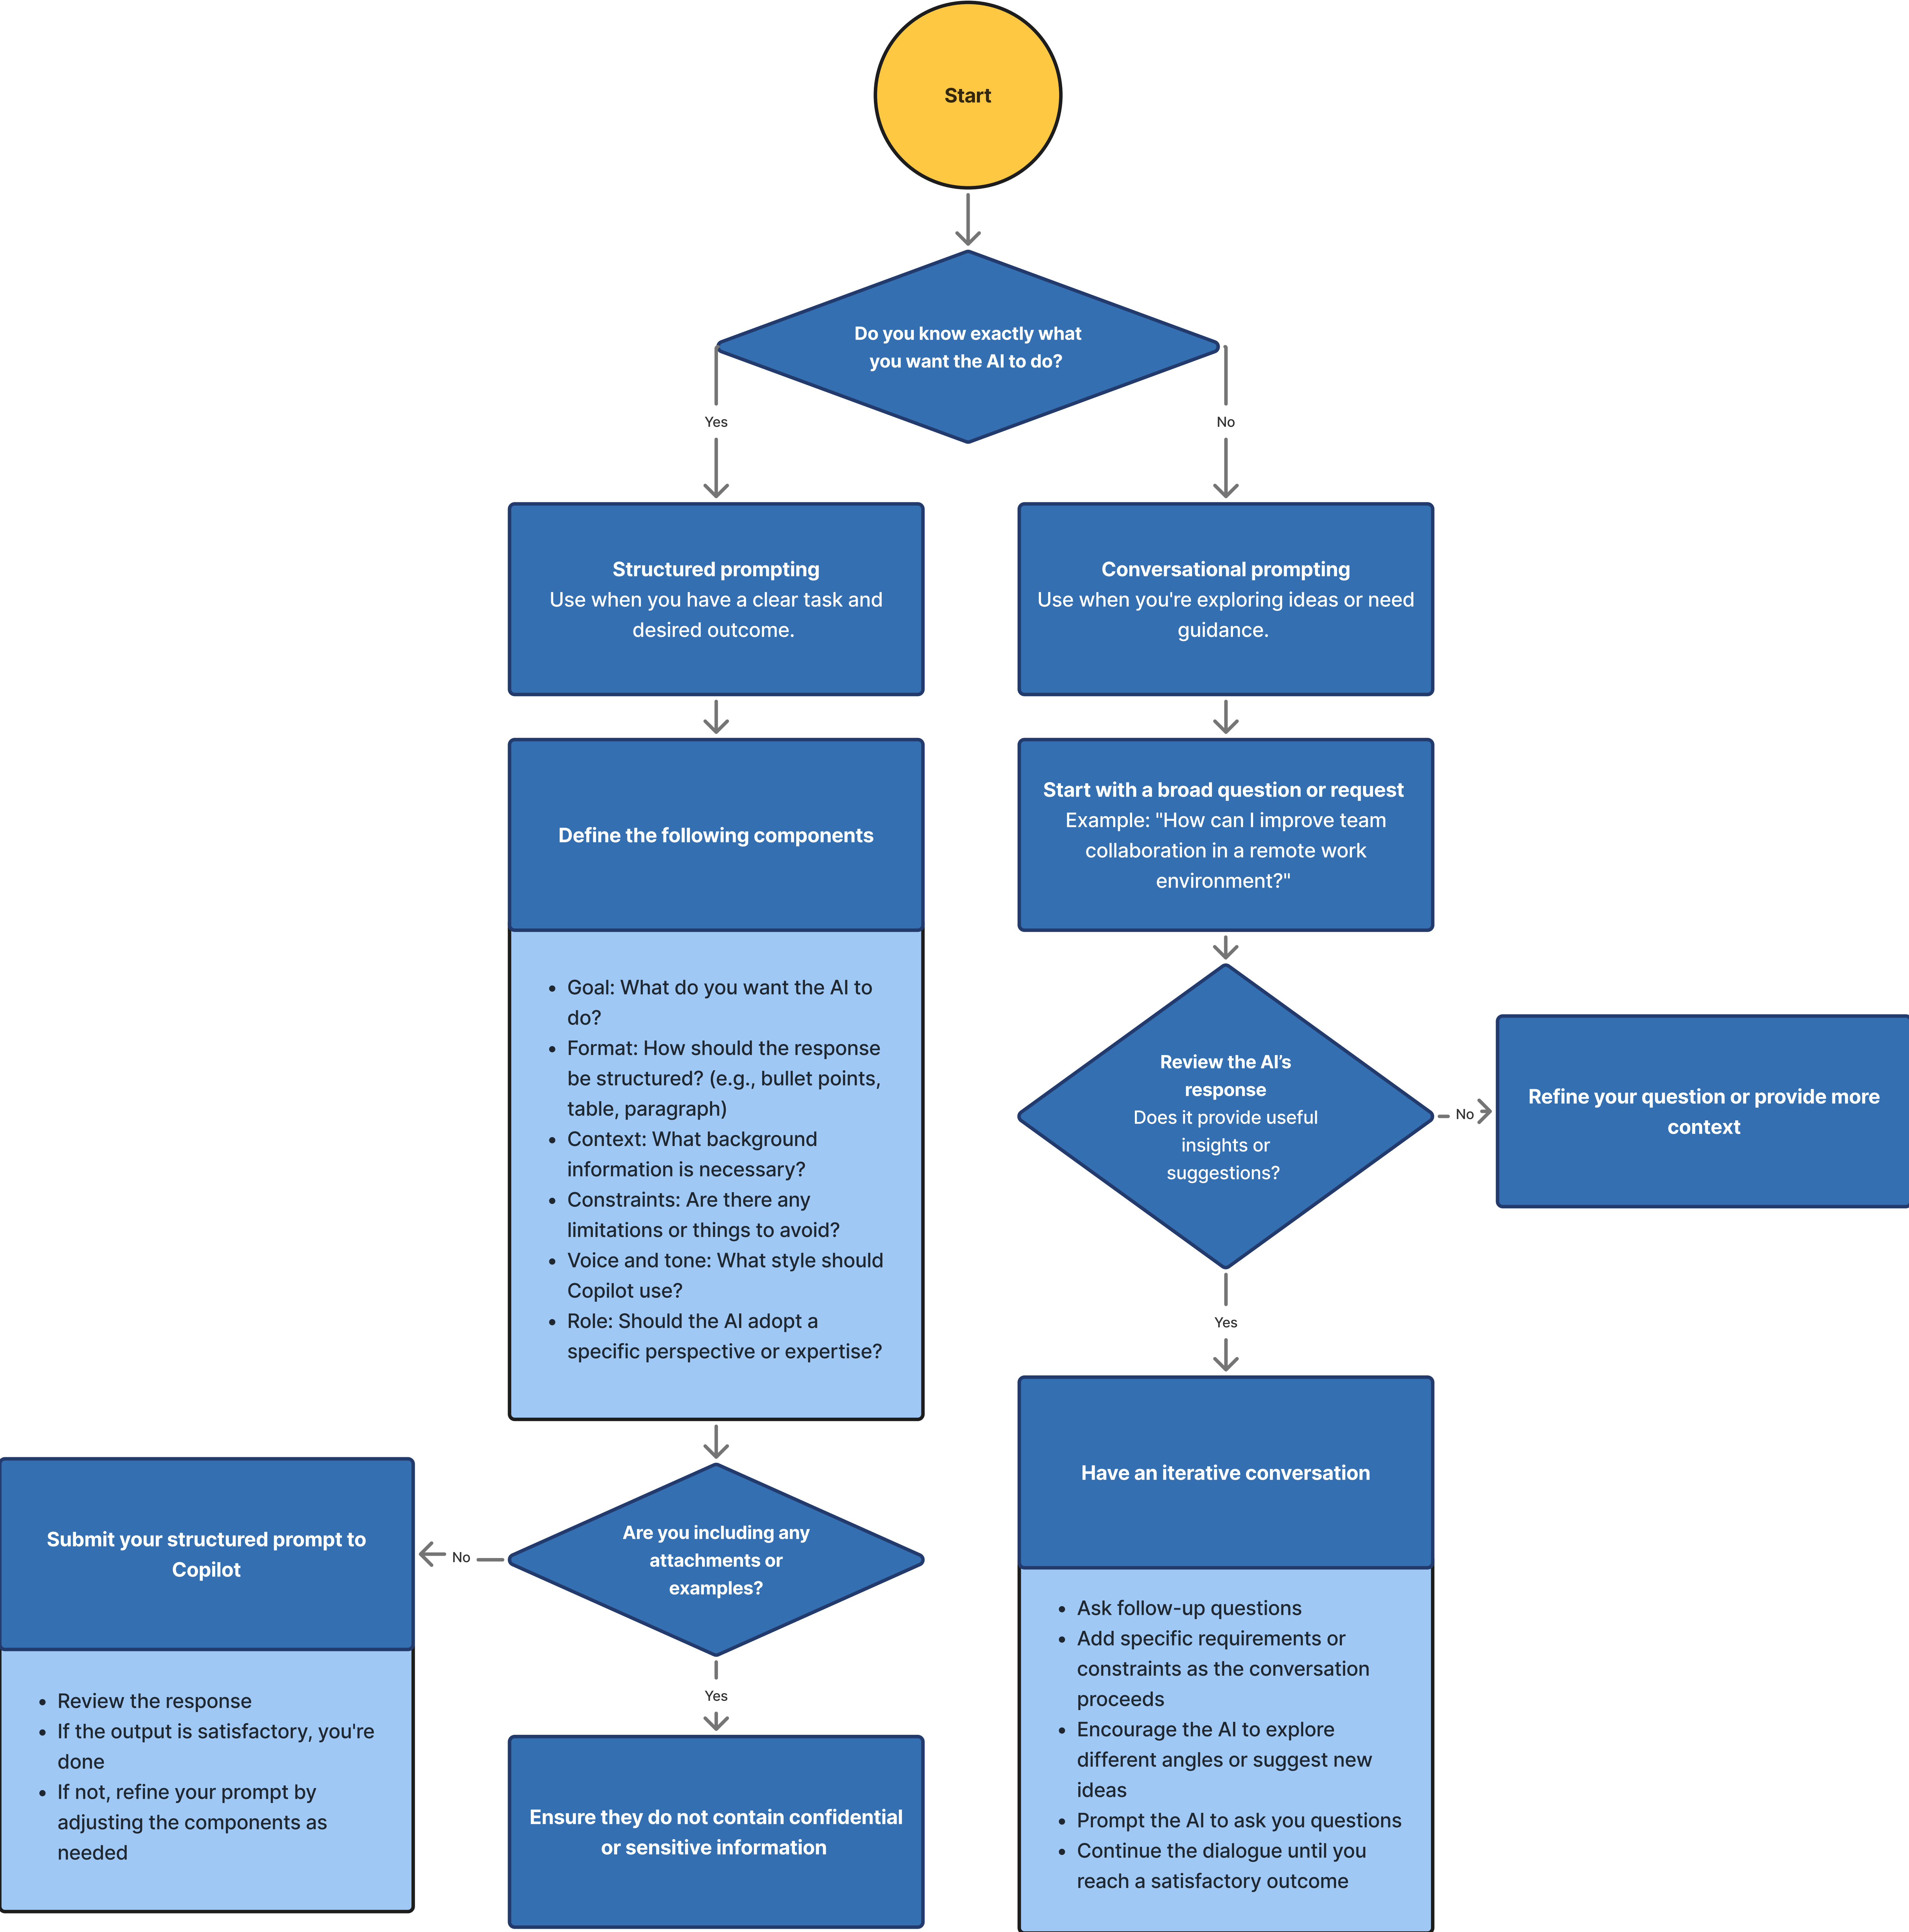 Start
Do you know exactly what
you want the AI to do?
Yes
No
Structured prompting
Use when you have a clear task and
desired outcome.
Conversational prompting
Use when you're exploring ideas or need
guidance.
Define the following components
Start with a broad question or request
Example: "How can I improve team
collaboration in a remote work
environment?"
• Goal: What do you want the AI to
do?
• Format: How should the response
be structured? (e.g., bullet points,
table, paragraph)
• Context: What background
information is necessary?
• Constraints: Are there any
limitations or things to avoid?
• Voice and tone: What style should
Copilot use?
• Role: Should the AI adopt a
specific perspective or expertise?
Review the AI’s
response
Does it provide useful
insights or
suggestions?
No
Refine your question or provide more
context
Yes
Have an iterative conversation
• Ask follow-up questions
• Add specific requirements or
constraints as the conversation
proceeds
• Encourage the AI to explore
different angles or suggest new
ideas
• Prompt the AI to ask you questions
• Continue the dialogue until you
reach a satisfactory outcome
Are you including any
attachments or
examples?
No
Submit your structured prompt to
Copilot
• Review the response
• If the output is satisfactory, you're
done
• If not, refine your prompt by
adjusting the components as
needed
Yes
Ensure they do not contain confidential
or sensitive information